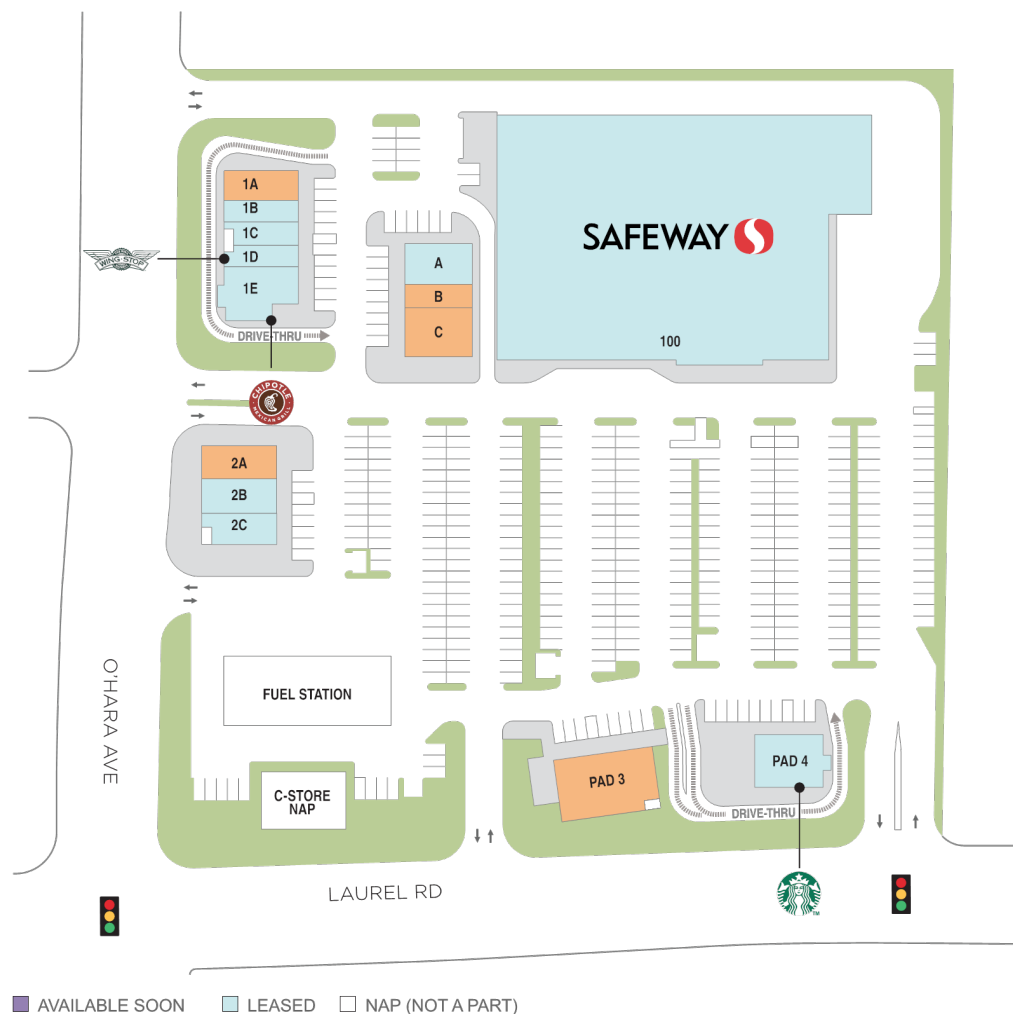 1A
1B
1C
1D
1E
WING·STOP
DRIVE-THRU
CHIPOTLE
MEXICAN GRILL
A
B
C
SAFEWAY
100
2A
2B
2C
O'HARA AVE
FUEL STATION
C-STORE
NAP
PAD 3
PAD 4
DRIVE-THRU
TM
LAUREL RD
AVAILABLE SOON
LEASED
NAP (NOT A PART)